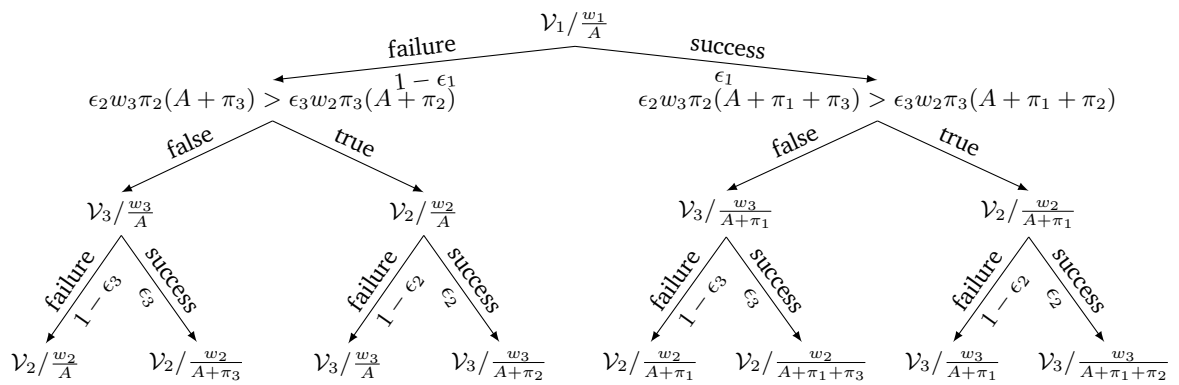 𝒱₁/w₁/A
failure success
1 − ϵ₁ ϵ₁
ϵ₂w₃π₂(A + π₃) > ϵ₃w₂π₃(A + π₂) ϵ₂w₃π₂(A + π₁ + π₃) > ϵ₃w₂π₃(A + π₁ + π₂)
false true false true
𝒱₃/w₃/A 𝒱₂/w₂/A 𝒱₃/w₃/A+π₁ 𝒱₂/w₂/A+π₁
failure success failure success failure success failure success
1 − ϵ₃ ϵ₃ 1 − ϵ₂ ϵ₂ 1 − ϵ₃ ϵ₃ 1 − ϵ₂ ϵ₂
𝒱₂/w₂/A 𝒱₂/w₂/A+π₃ 𝒱₃/w₃/A 𝒱₃/w₃/A+π₂ 𝒱₂/w₂/A+π₁ 𝒱₂/w₂/A+π₁+π₃ 𝒱₃/w₃/A+π₁ 𝒱₃/w₃/A+π₁+π₂